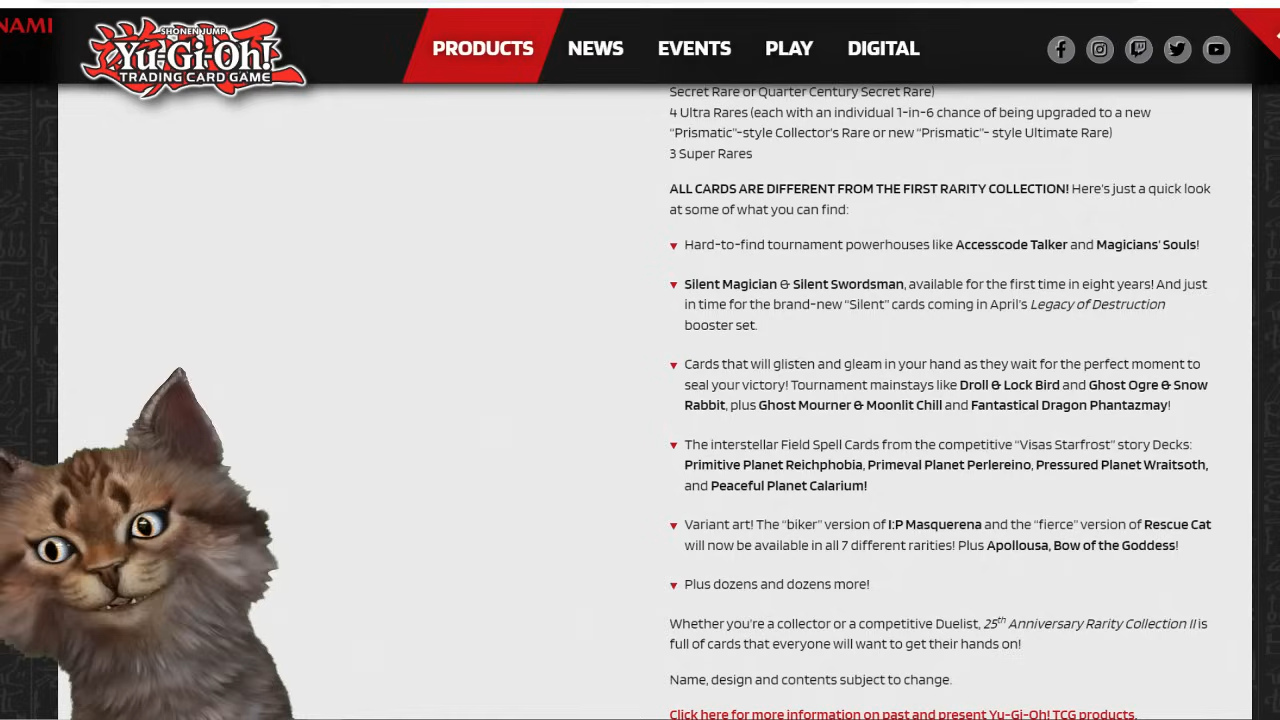 NAMI
SHONEN JUMP
Yu-Gi-Oh!
TRADING CARD GAME
PRODUCTS NEWS EVENTS PLAY DIGITAL
Secret Rare or Quarter Century Secret Rare)
4 Ultra Rares (each with an individual 1-in-6 chance of being upgraded to a new
“Prismatic”-style Collector's Rare or new “Prismatic”- style Ultimate Rare)
3 Super Rares
ALL CARDS ARE DIFFERENT FROM THE FIRST RARITY COLLECTION! Here's just a quick look
at some of what you can find:
Hard-to-find tournament powerhouses like Accesscode Talker and Magicians' Souls!
Silent Magician & Silent Swordsman, available for the first time in eight years! And just
in time for the brand-new “Silent” cards coming in April's Legacy of Destruction
booster set.
Cards that will glisten and gleam in your hand as they wait for the perfect moment to
seal your victory! Tournament mainstays like Droll & Lock Bird and Ghost Ogre & Snow
Rabbit, plus Ghost Mourner & Moonlit Chill and Fantastical Dragon Phantazmay!
The interstellar Field Spell Cards from the competitive “Visas Starfrost” story Decks:
Primitive Planet Reichphobia, Primeval Planet Perlereino, Pressured Planet Wraitsoth,
and Peaceful Planet Calarium!
Variant art! The “biker” version of I:P Masquerena and the “fierce” version of Rescue Cat
will now be available in all 7 different rarities! Plus Apollousa, Bow of the Goddess!
Plus dozens and dozens more!
Whether you're a collector or a competitive Duelist, 25th Anniversary Rarity Collection II is
full of cards that everyone will want to get their hands on!
Name, design and contents subject to change.
Click here for more information on past and present Yu-Gi-Oh! TCG products.